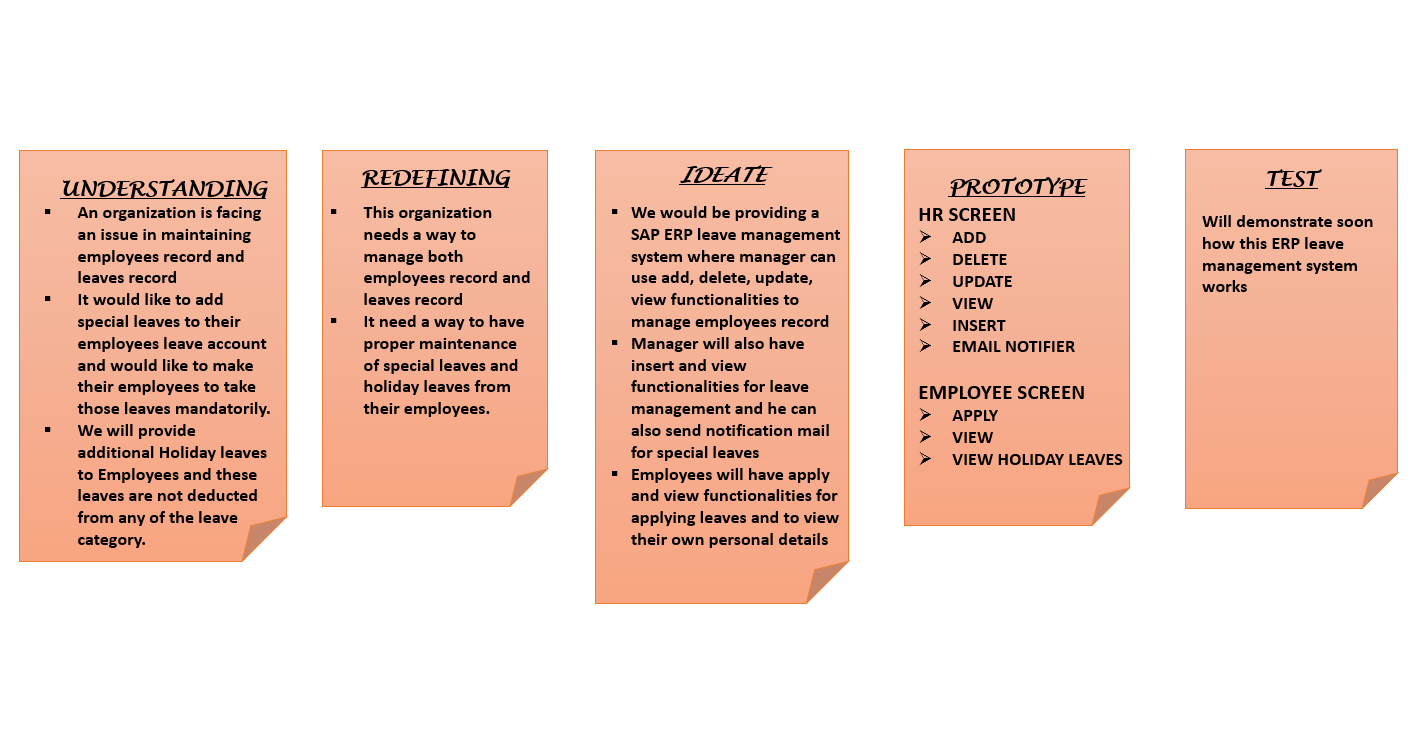 UNDERSTANDING
▪ An organization is facing
an issue in maintaining
employees record and
leaves record
▪ It would like to add
special leaves to their
employees leave account
and would like to make
their employees to take
those leaves mandatorily.
▪ We will provide
additional Holiday leaves
to Employees and these
leaves are not deducted
from any of the leave
category.
REDEFINING
▪ This organization
needs a way to
manage both
employees record and
leaves record
▪ It need a way to have
proper maintenance
of special leaves and
holiday leaves from
their employees.
IDEATE
▪ We would be providing a
SAP ERP leave management
system where manager can
use add, delete, update,
view functionalities to
manage employees record
▪ Manager will also have
insert and view
functionalities for leave
management and he can
also send notification mail
for special leaves
▪ Employees will have apply
and view functionalities for
applying leaves and to view
their own personal details
PROTOTYPE
HR SCREEN
➢ ADD
➢ DELETE
➢ UPDATE
➢ VIEW
➢ INSERT
➢ EMAIL NOTIFIER
EMPLOYEE SCREEN
➢ APPLY
➢ VIEW
➢ VIEW HOLIDAY LEAVES
TEST
Will demonstrate soon
how this ERP leave
management system
works